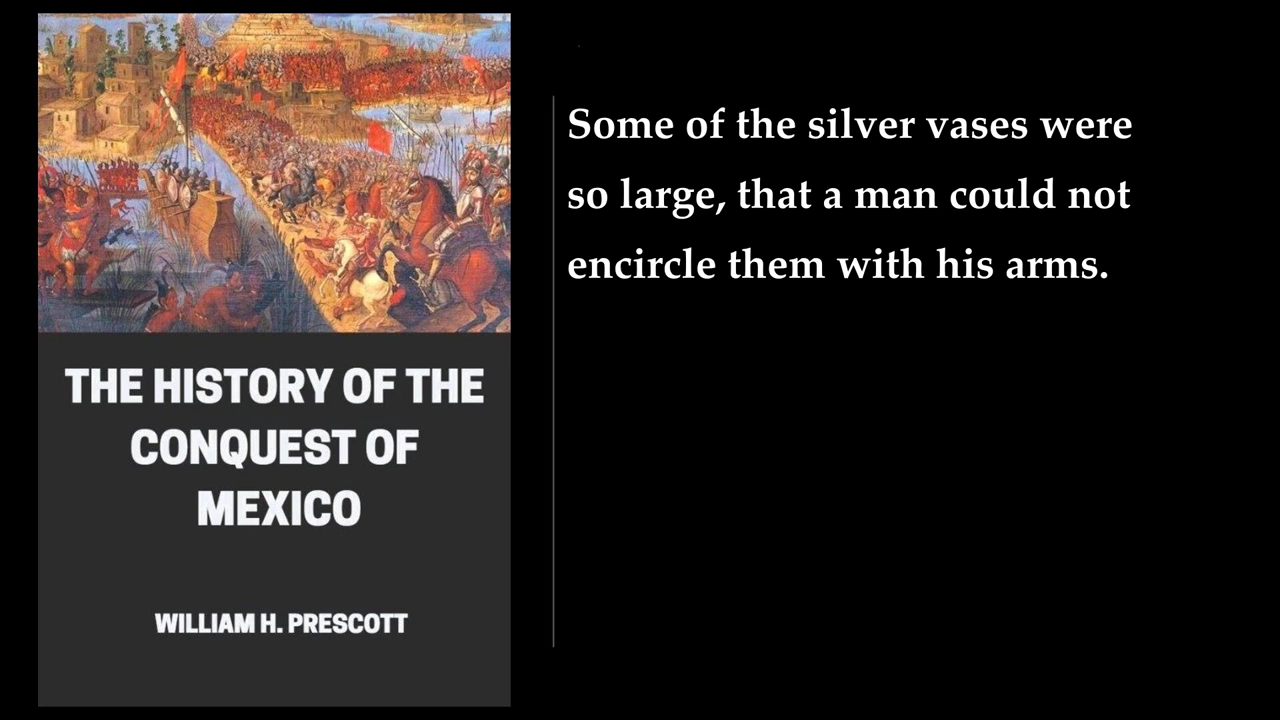 Some of the silver vases were
so large, that a man could not
encircle them with his arms.
THE HISTORY OF THE
CONQUEST OF
MEXICO
WILLIAM H. PRESCOTT